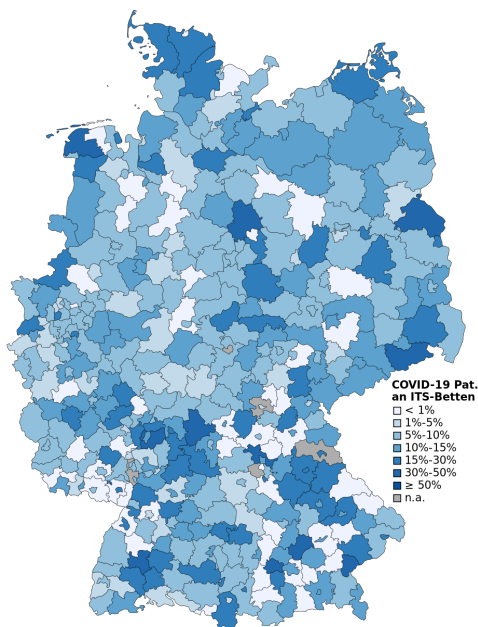 COVID-19 Pat.
an ITS-Betten
< 1%
1%-5%
5%-10%
10%-15%
15%-30%
30%-50%
≥ 50%
n.a.